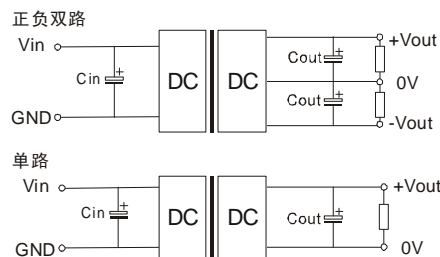 正负双路
Vin
+Vout
Cin
+
DC
DC
Cout
+
0V
Cout
+
GND
-Vout
单路
Vin
+Vout
Cin
+
DC
DC
Cout
+
GND
0V